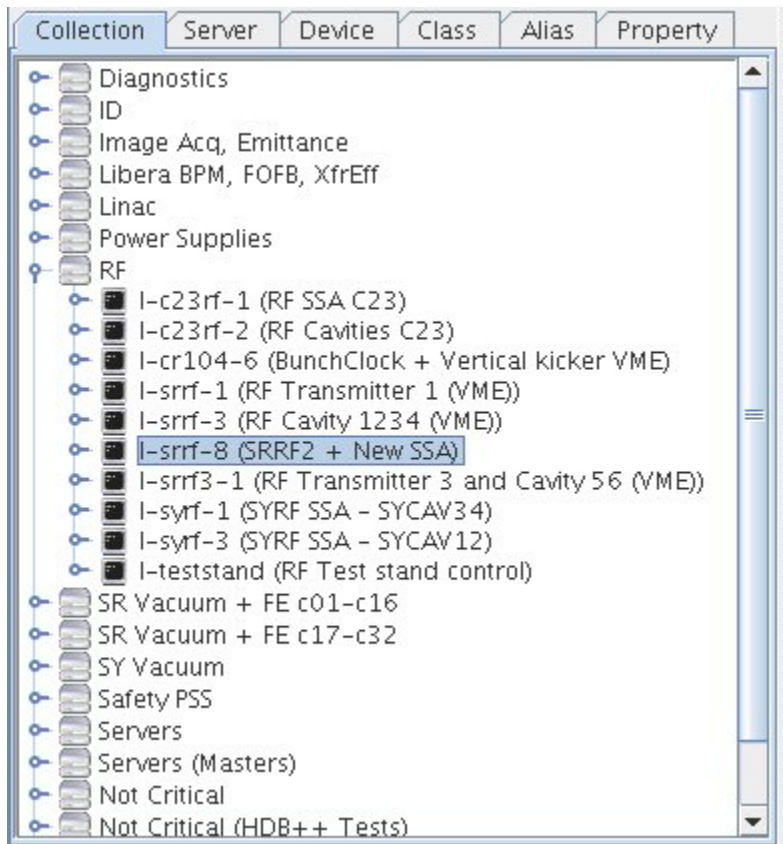 Collection Server Device Class Alias Property
Diagnostics
ID
Image Acq, Emittance
Libera BPM, FOFB, XfrEff
Linac
Power Supplies
RF
l-c23rf-1 (RF SSA C23)
l-c23rf-2 (RF Cavities C23)
l-cr104-6 (BunchClock + Vertical kicker VME)
l-srrf-1 (RF Transmitter 1 (VME))
l-srrf-3 (RF Cavity 1234 (VME))
l-srrf-8 (SRRF2 + New SSA)
l-srrf3-1 (RF Transmitter 3 and Cavity 56 (VME))
l-syrf-1 (SYRF SSA - SYCAV34)
l-syrf-3 (SYRF SSA - SYCAV12)
l-teststand (RF Test stand control)
SR Vacuum + FE c01-c16
SR Vacuum + FE c17-c32
SY Vacuum
Safety PSS
Servers
Servers (Masters)
Not Critical
Not Critical (HDB++ Tests)